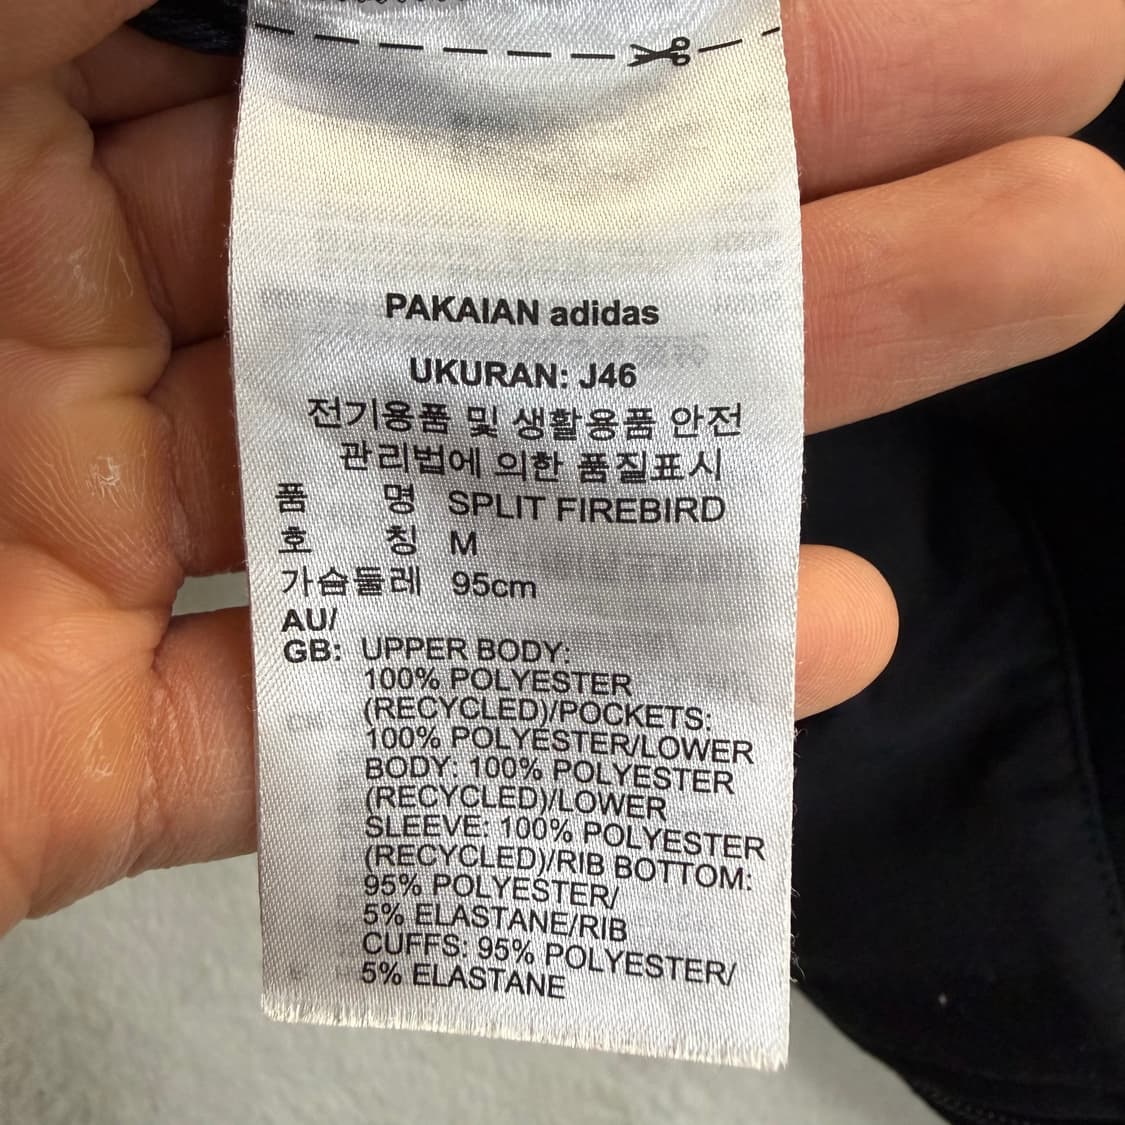 PAKAIAN adidas
UKURAN: J46
전기용품 및 생활용품 안전
관리법에 의한 품질표시
품 명 SPLIT FIREBIRD
호 칭 M
가슴둘레 95cm
AU/
GB: UPPER BODY:
100% POLYESTER
(RECYCLED)/POCKETS:
100% POLYESTER/LOWER
BODY: 100% POLYESTER
(RECYCLED)/LOWER
SLEEVE: 100% POLYESTER
(RECYCLED)/RIB BOTTOM:
95% POLYESTER/
5% ELASTANE/RIB
CUFFS: 95% POLYESTER/
5% ELASTANE